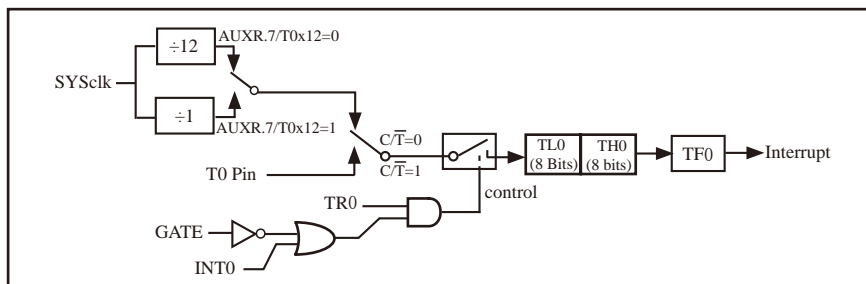 ÷12
AUXR.7/T0x12=0
SYSclk
÷1
AUXR.7/T0x12=1
C/T̅=0
C/T̅=1
T0 Pin
TL0
(8 Bits)
TH0
(8 bits)
TF0
Interrupt
control
TR0
GATE
INT0